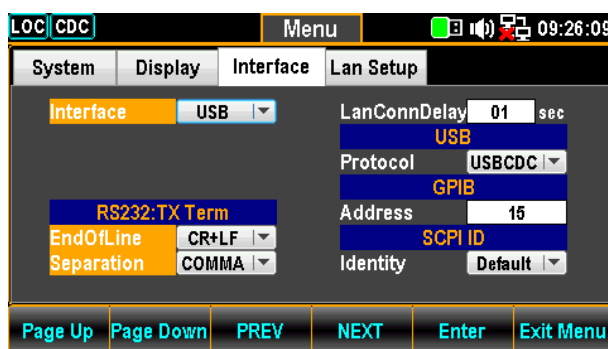 LOC CDC Menu 09:26:09
System Display Interface Lan Setup
Interface USB
LanConnDelay 01 sec
USB
Protocol USBCDC
GPIB
RS232:TX Term
Address 15
EndOfLine CR+LF
SCPI ID
Separation COMMA
Identity Default
Page Up Page Down PREV NEXT Enter Exit Menu